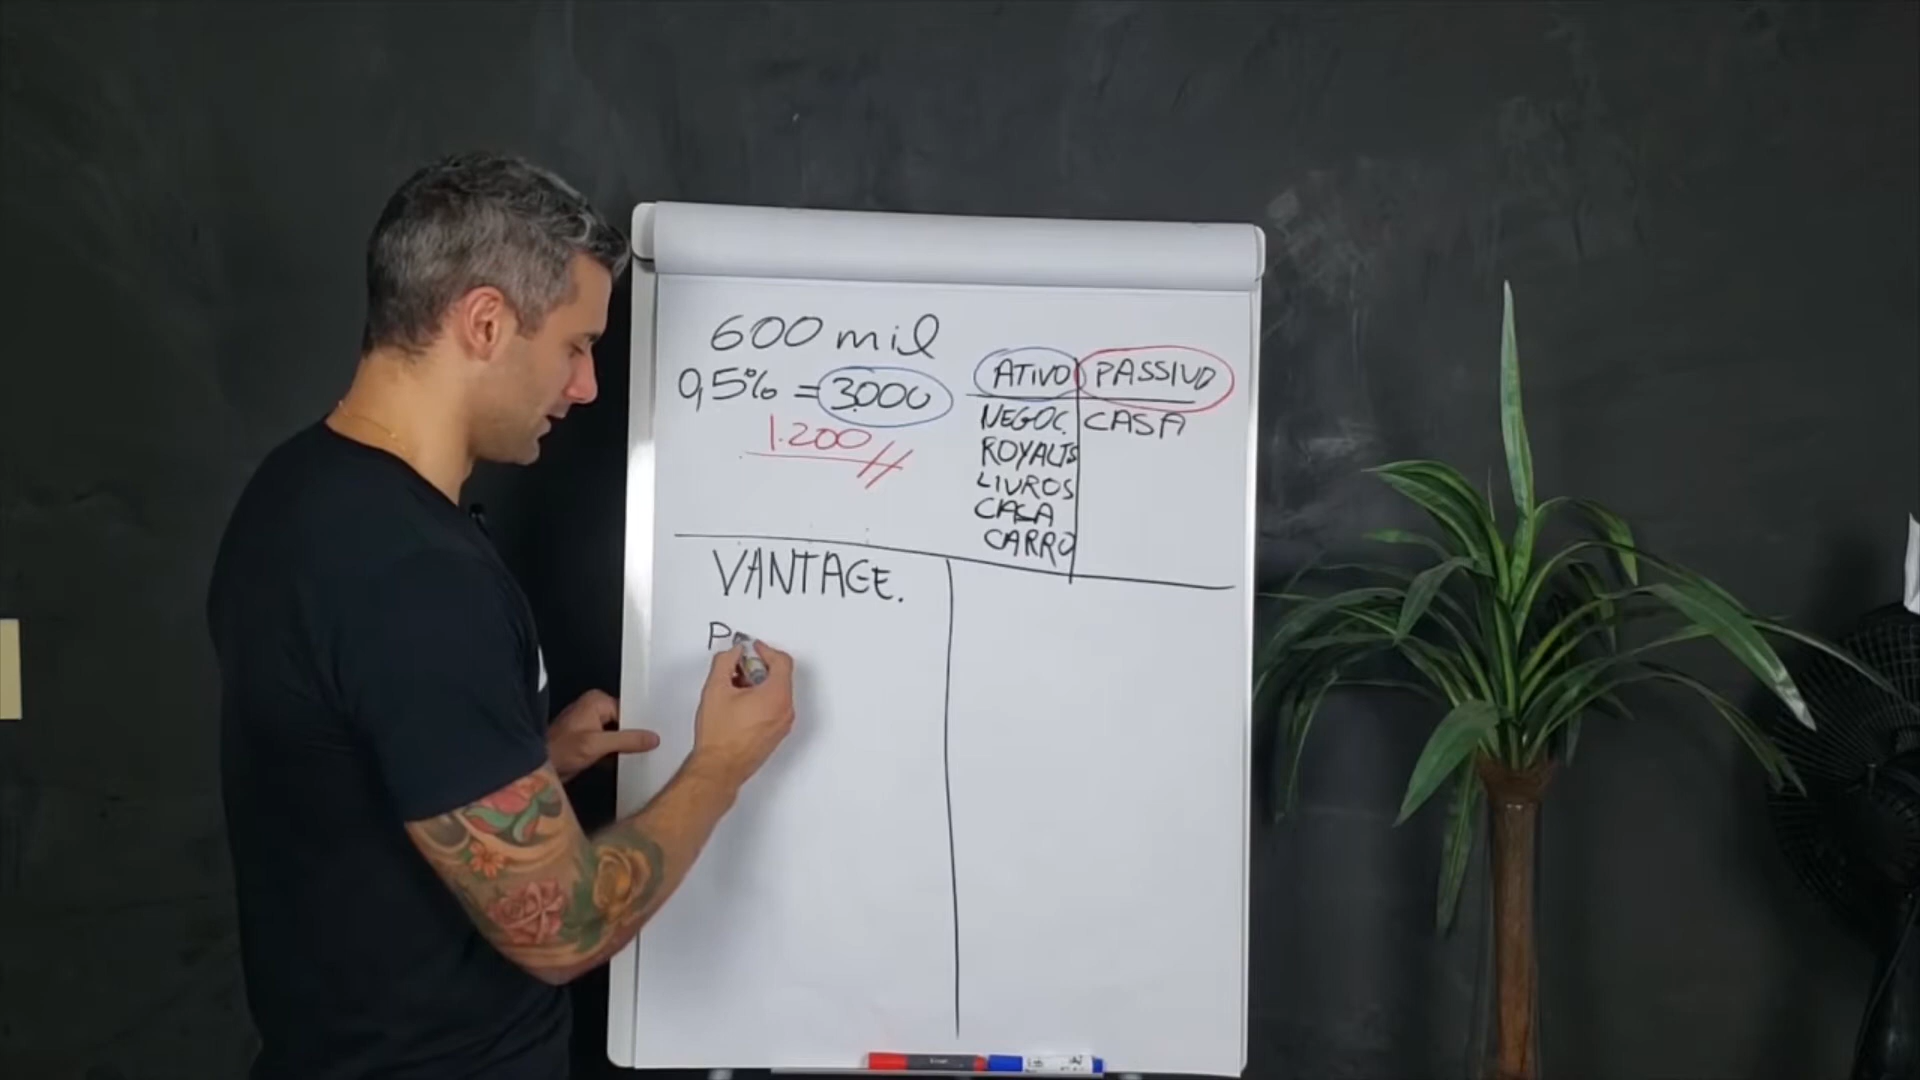 600 mil
0,5% = 3.000
1.200
ATIVO PASSIVO
NEGOC. CASA
ROYALTS
LIVROS
CASA
CARRO
VANTAGE.
P